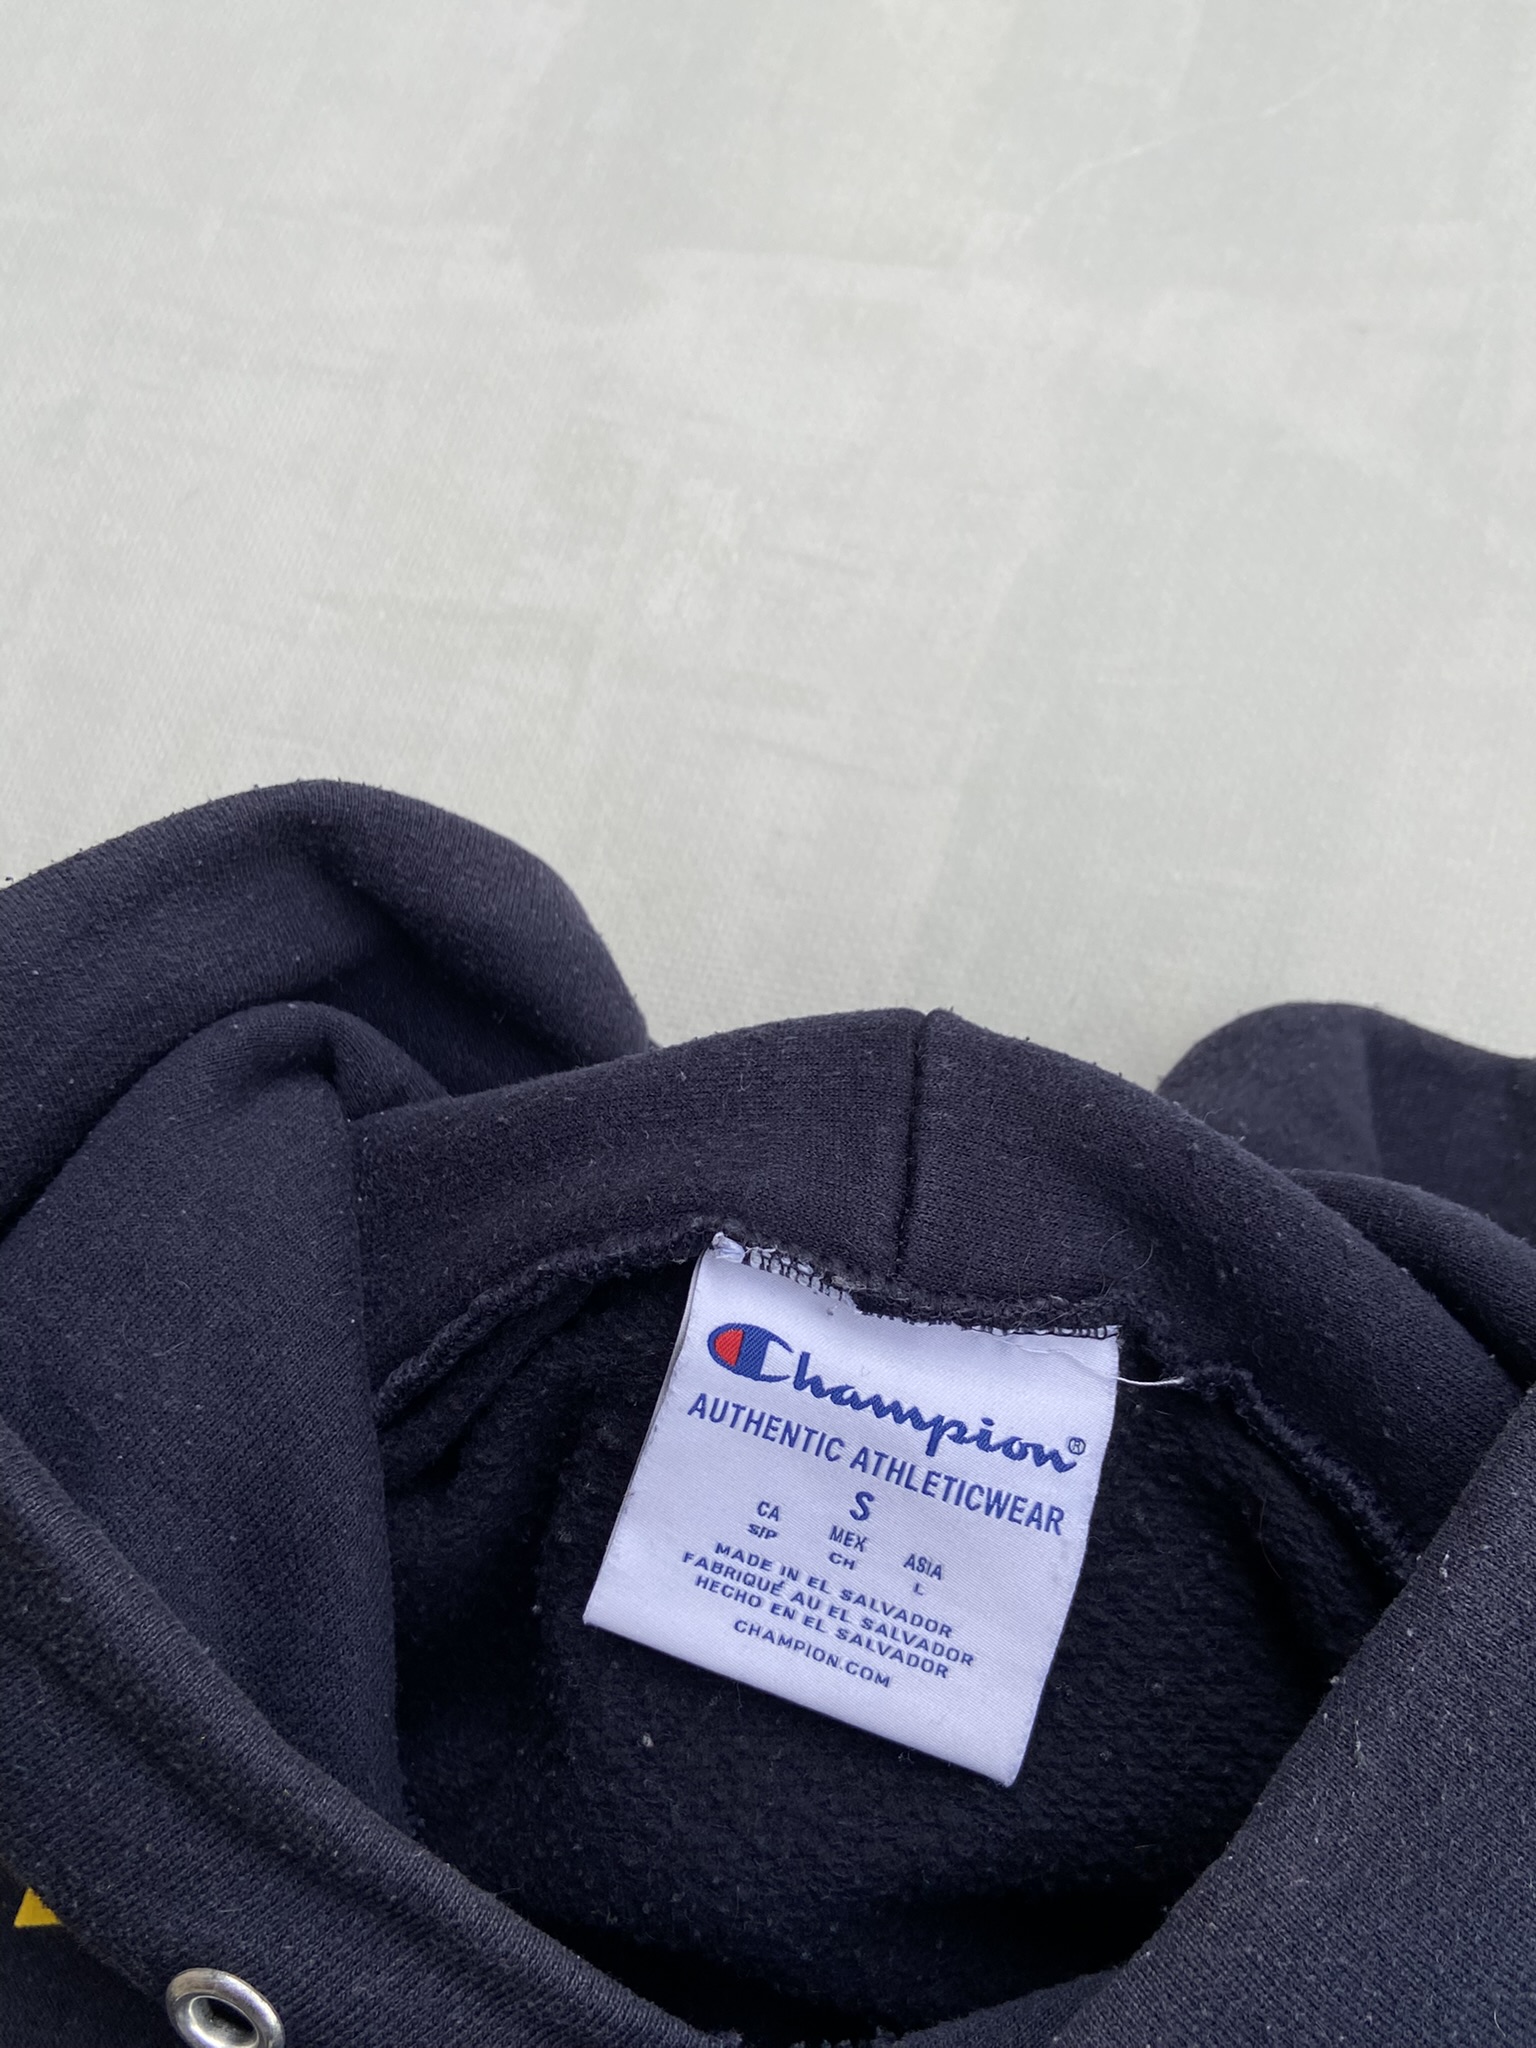 Champion®
AUTHENTIC ATHLETICWEAR
S
CA MEX ASIA
S/P CH L
MADE IN EL SALVADOR
FABRIQUÉ AU EL SALVADOR
HECHO EN EL SALVADOR
CHAMPION.COM